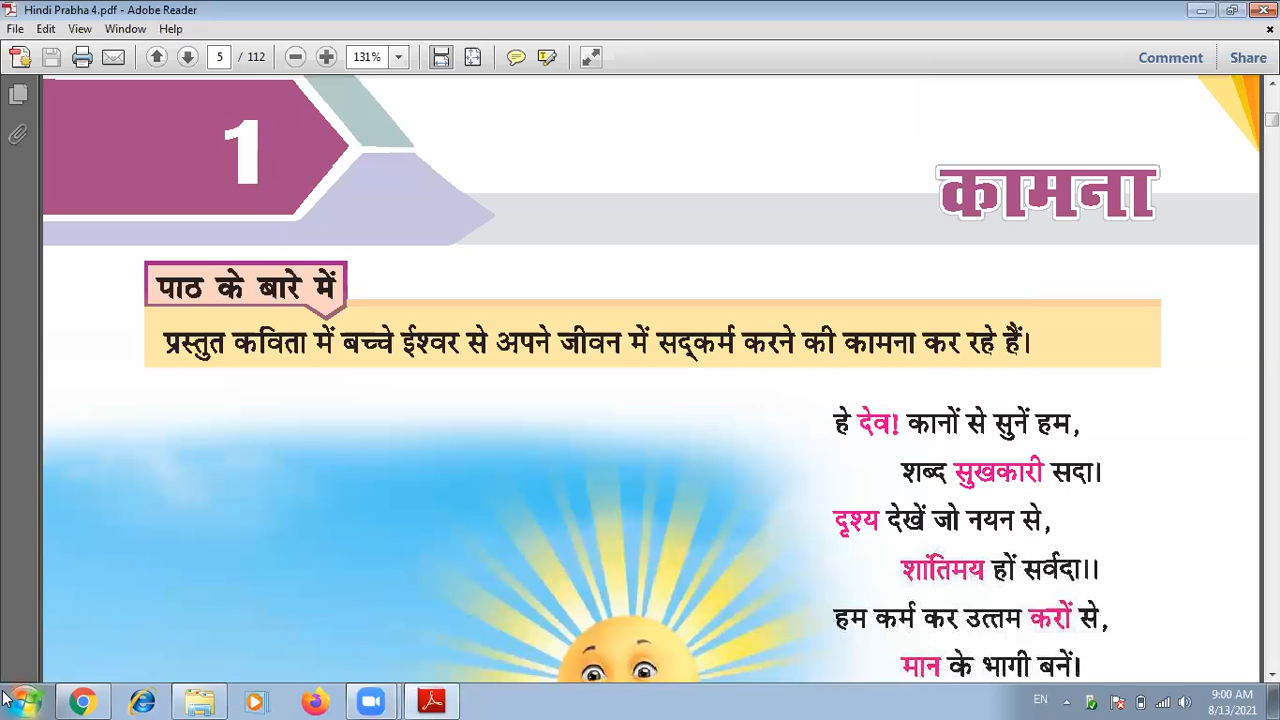 Hindi Prabha 4.pdf - Adobe Reader
File Edit View Window Help
5 / 112 131% Comment Share
1
कामना
पाठ के बारे में
प्रस्तुत कविता में बच्चे ईश्वर से अपने जीवन में सद्कर्म करने की कामना कर रहे हैं।
हे देव! कानों से सुनें हम,
शब्द सुखकारी सदा।
दृश्य देखें जो नयन से,
शांतिमय हों सर्वदा।।
हम कर्म कर उत्तम करों से,
मान के भागी बनें।
EN 9:00 AM
8/13/2021